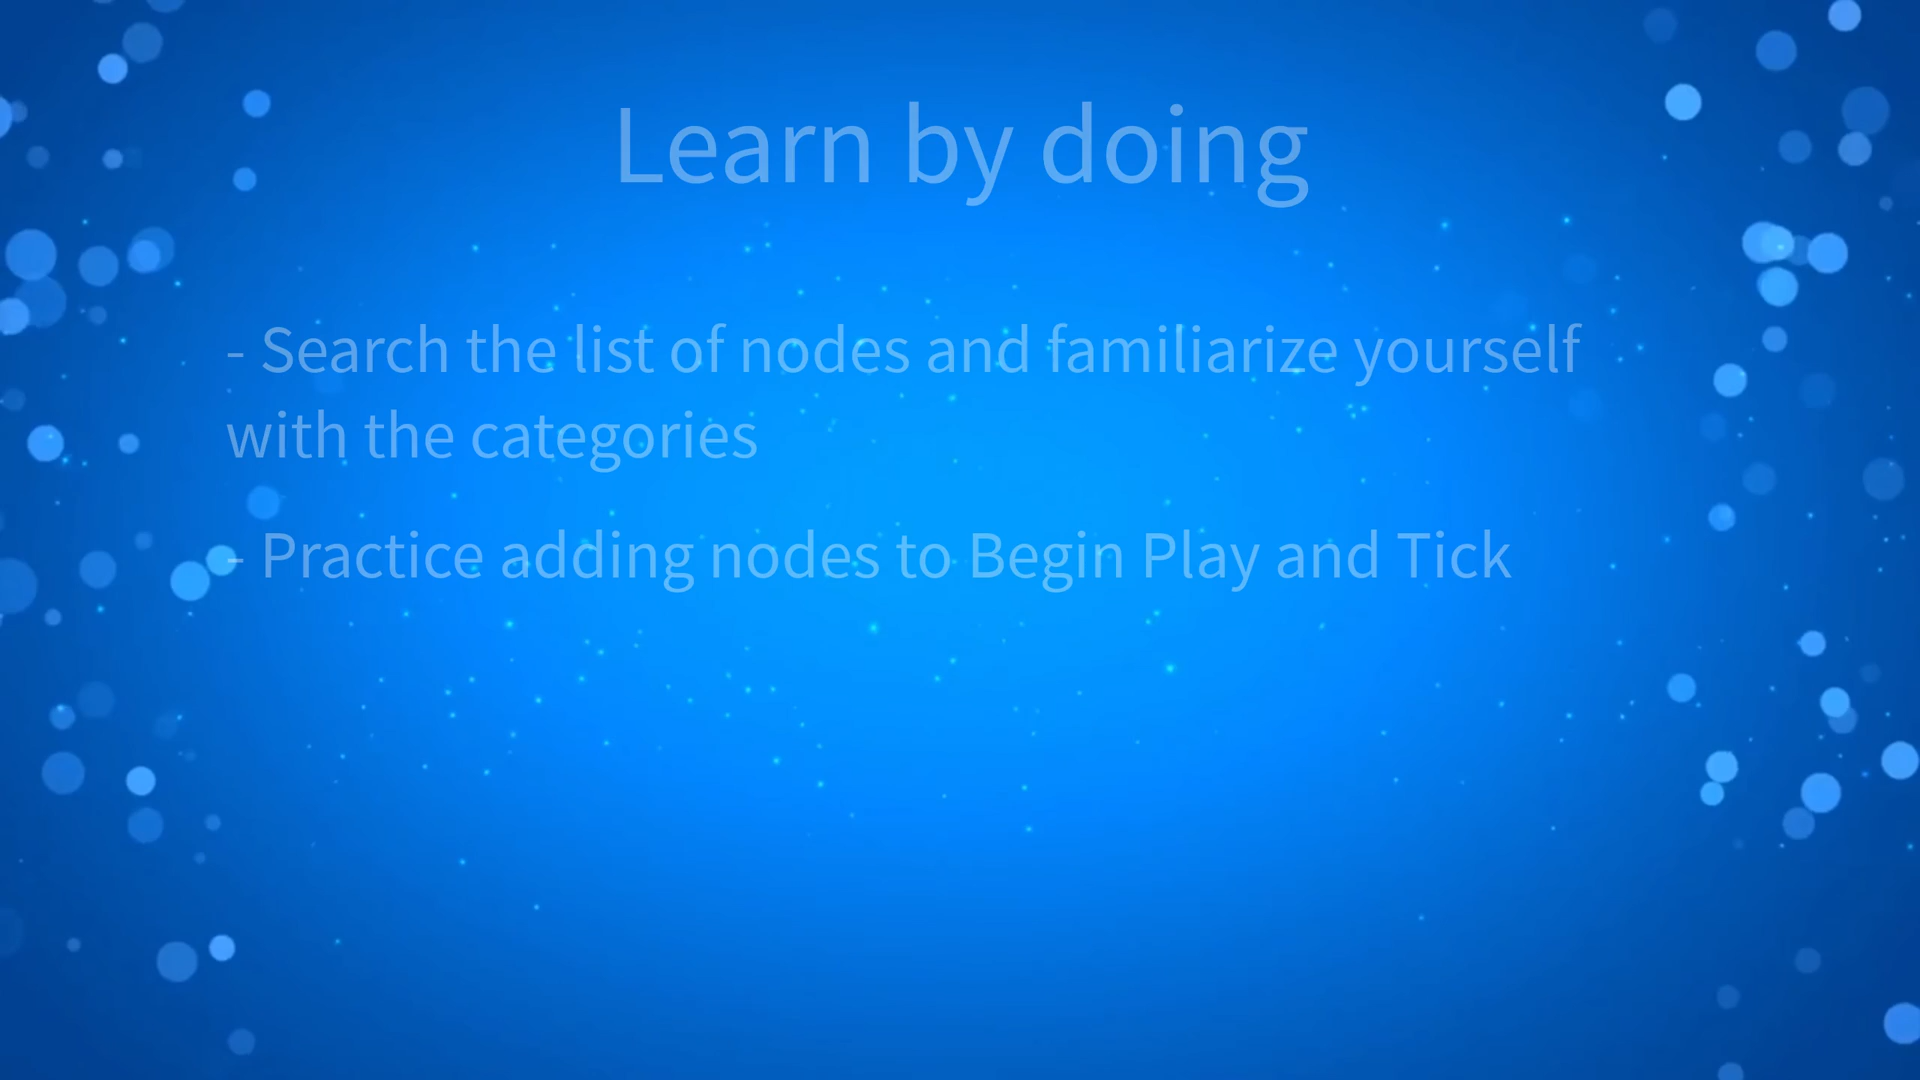 Learn by doing
- Search the list of nodes and familiarize yourself
with the categories
- Practice adding nodes to Begin Play and Tick